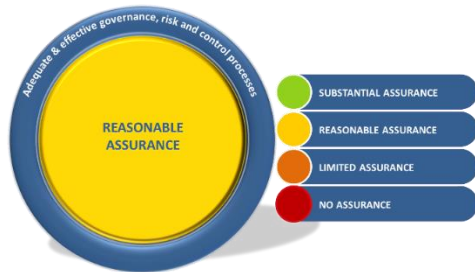 Adequate & effective governance, risk and control processes
REASONABLE
ASSURANCE
SUBSTANTIAL ASSURANCE
REASONABLE ASSURANCE
LIMITED ASSURANCE
NO ASSURANCE